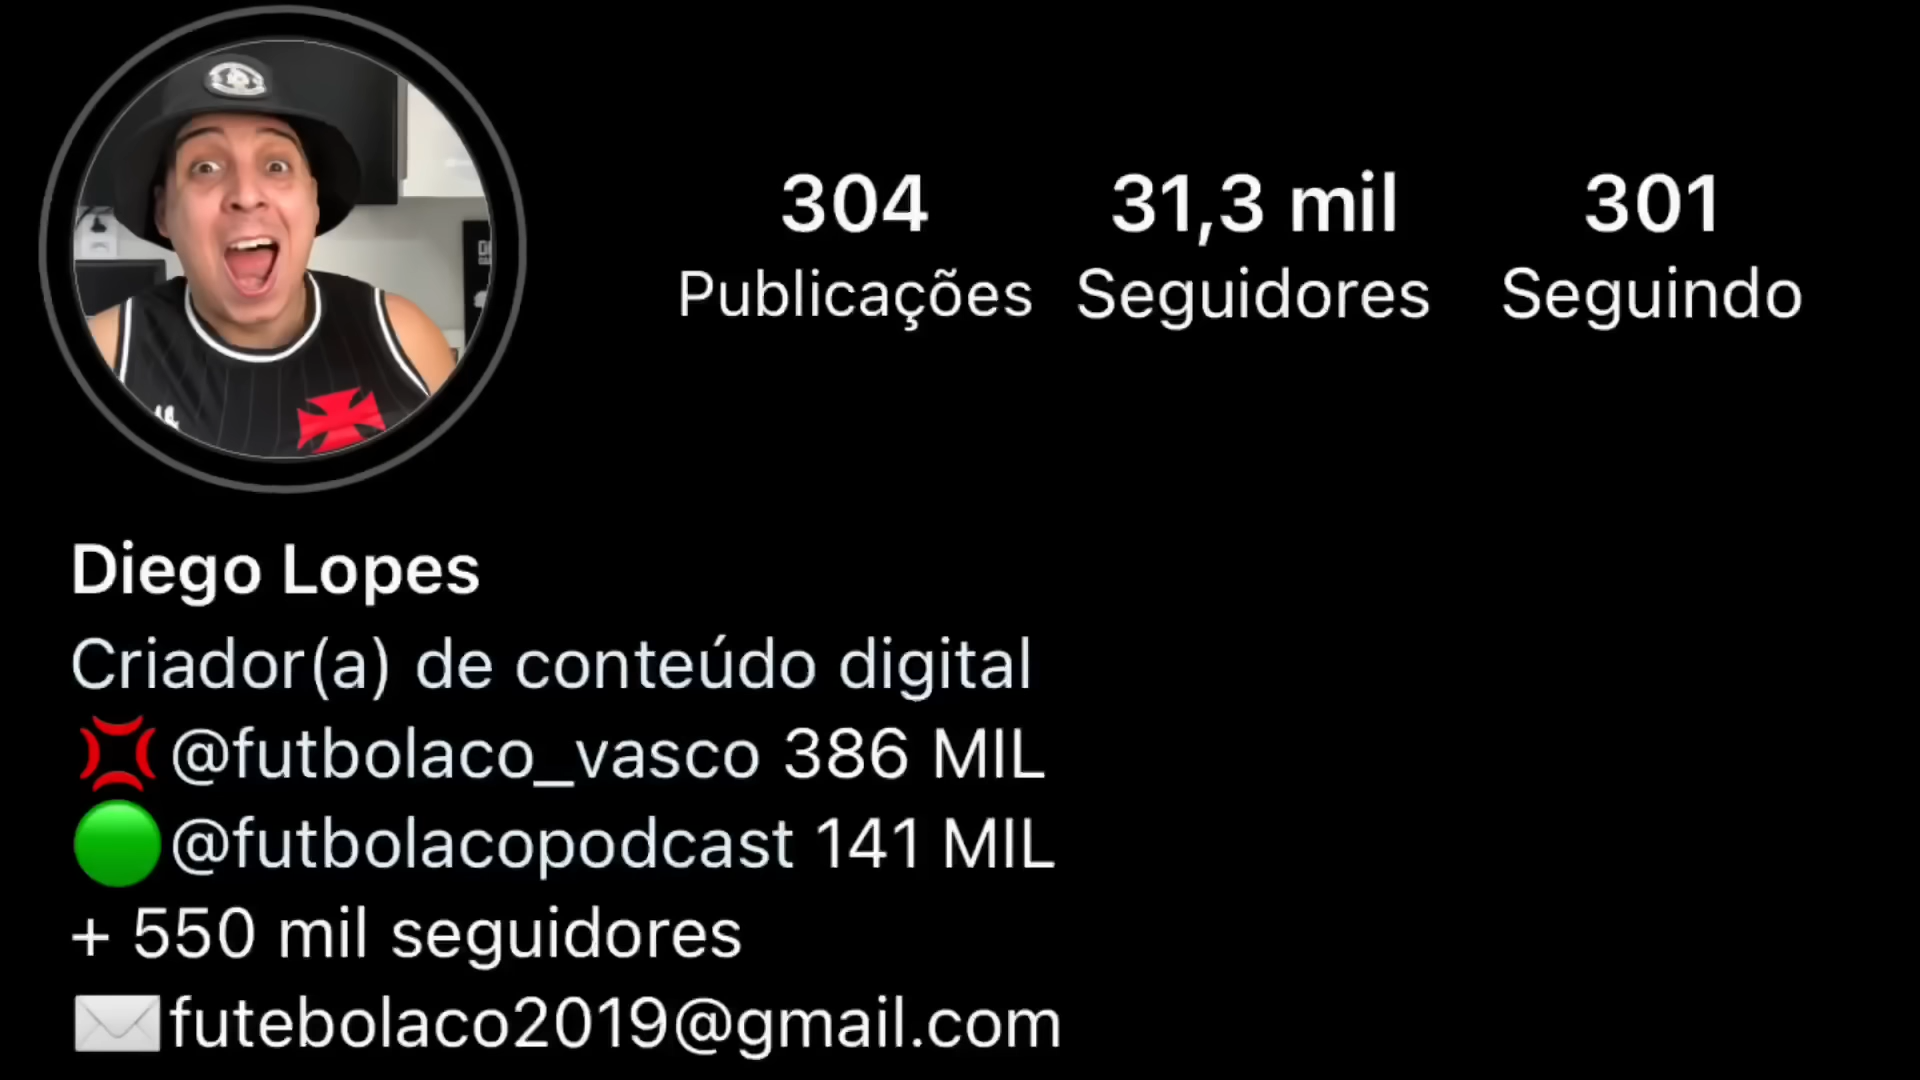 304 31,3 mil 301
Publicações Seguidores Seguindo
Diego Lopes
Criador(a) de conteúdo digital
@futbolaco_vasco 386 MIL
@futbolacopodcast 141 MIL
+ 550 mil seguidores
futebolaco2019@gmail.com